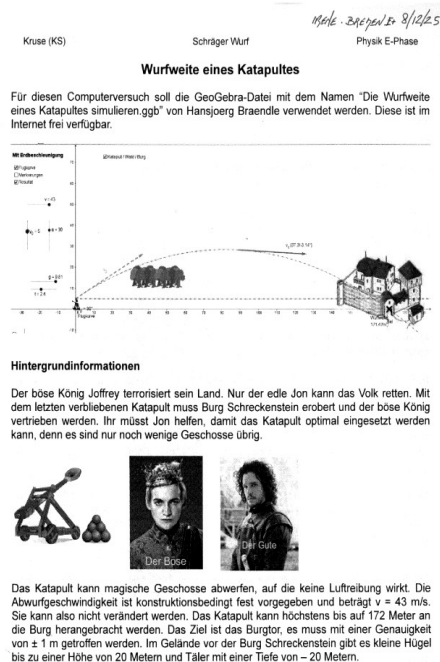 8/12/25
Kruse (KS) Schräger Wurf Physik E-Phase
Wurfweite eines Katapultes
Für diesen Computerversuch soll die GeoGebra-Datei mit dem Namen “Die Wurfweite
eines Katapultes simulieren.ggb” von Hansjoerg Braendle verwendet werden. Diese ist im
Internet frei verfügbar.
Mit Erdbeschleunigung
Katapult / Wald / Burg
Flugkurve
Markierungen
Resultat
v = 43
Hintergrundinformationen
Der böse König Joffrey terrorisiert sein Land. Nur der edle Jon kann das Volk retten. Mit
dem letzten verbliebenen Katapult muss Burg Schreckenstein erobert und der böse König
vertrieben werden. Ihr müsst Jon helfen, damit das Katapult optimal eingesetzt werden
kann, denn es sind nur noch wenige Geschosse übrig.
Der Böse
Der Gute
Das Katapult kann magische Geschosse abwerfen, auf die keine Luftreibung wirkt. Die
Abwurfgeschwindigkeit ist konstruktionsbedingt fest vorgegeben und beträgt v = 43 m/s.
Sie kann also nicht verändert werden. Das Katapult kann höchstens bis auf 172 Meter an
die Burg herangebracht werden. Das Ziel ist das Burgtor, es muss mit einer Genauigkeit
von ± 1 m getroffen werden. Im Gelände vor der Burg Schreckenstein gibt es kleine Hügel
bis zu einer Höhe von 20 Metern und Täler mit einer Tiefe von – 20 Metern.